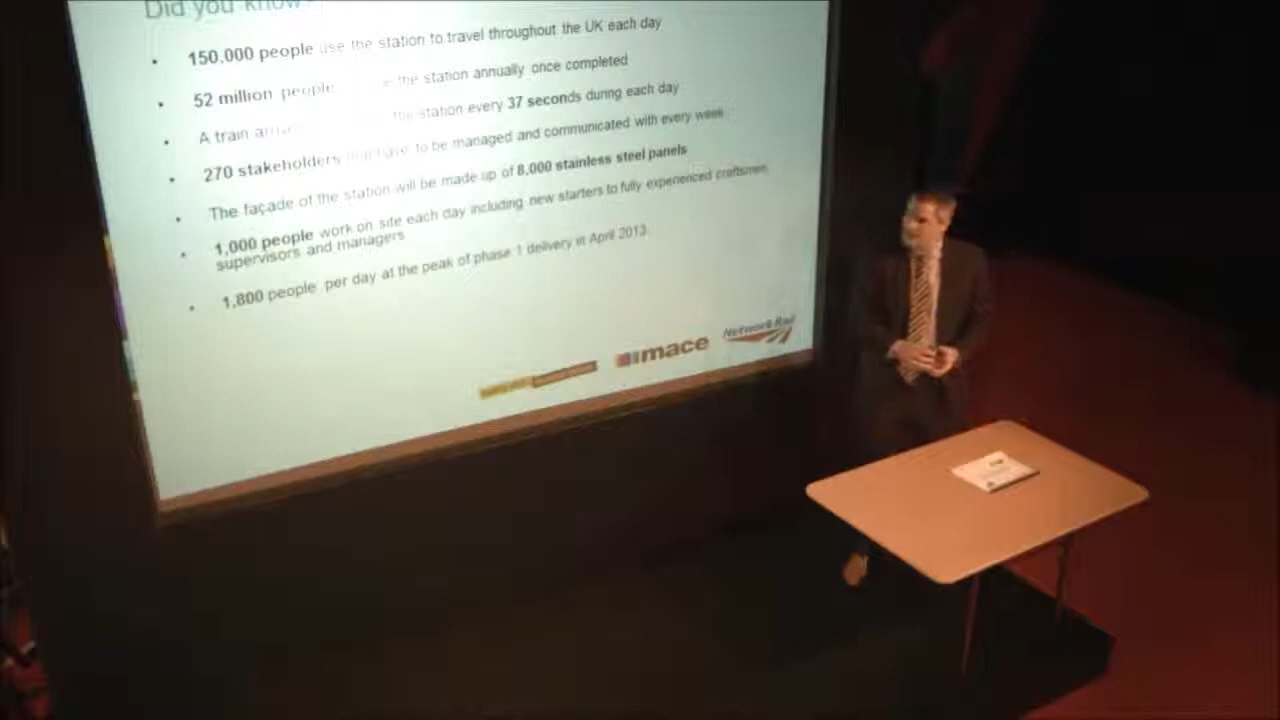 Did you know?
• 150,000 people use the station to travel throughout the UK each day
• 52 million people the station annually once completed
• A train the station every 37 seconds during each day
• 270 stakeholders to be managed and communicated with every week
• The façade of the station will be made up of 8,000 stainless steel panels
• 1,000 people work on site each day including new starters to fully experienced craftsmen,
supervisors and managers
• 1,800 people per day at the peak of phase 1 delivery in April 2013.
mace
Network Rail